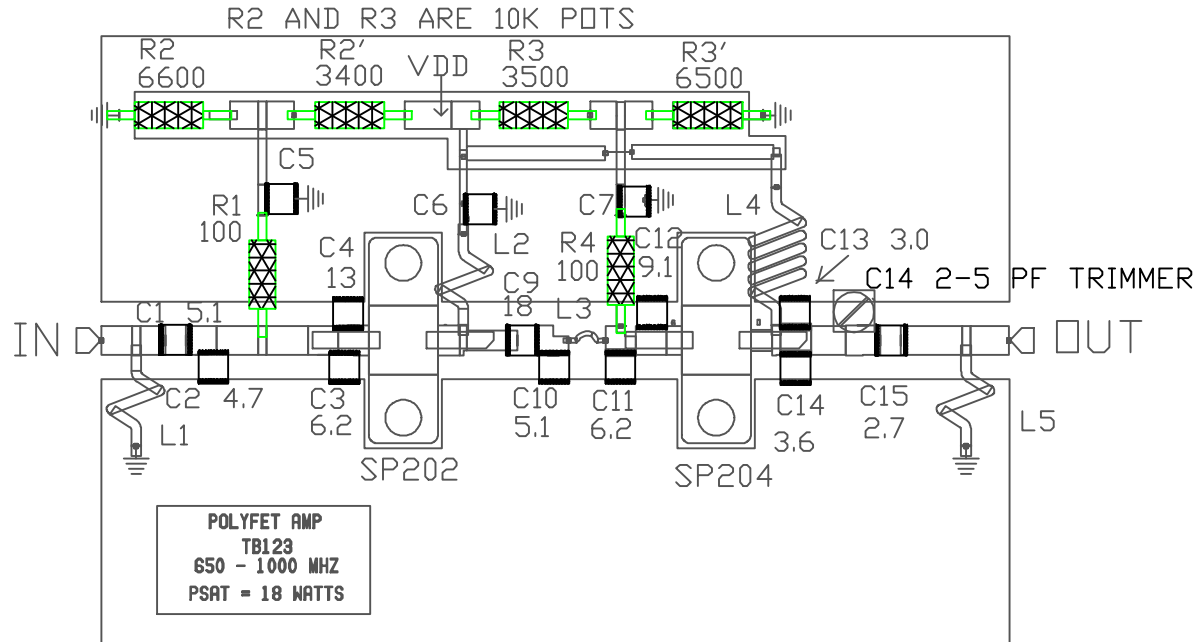 R2 AND R3 ARE 10K POTS
R2
6600
R2'
3400
VDD
R3
3500
R3'
6500
C5
R1
100
C4
13
C6
L2
C9
18
L3
C7
R4
100
C12
9.1
L4
C13 3.0
C14 2-5 PF TRIMMER
IN
C1 5.1
OUT
C2 4.7
L1
C3
6.2
C10
5.1
C11
6.2
C14
3.6
C15
2.7
L5
SP202
SP204
POLYFET AMP
TB123
650 - 1000 MHZ
PSAT = 18 WATTS